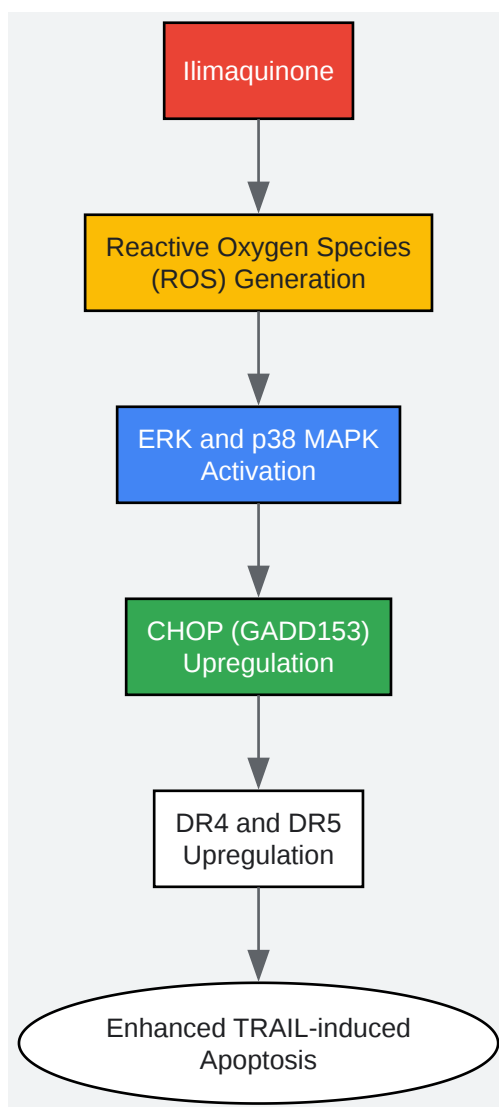 Ilimaquinone
Reactive Oxygen Species
(ROS) Generation
ERK and p38 MAPK
Activation
CHOP (GADD153)
Upregulation
DR4 and DR5
Upregulation
Enhanced TRAIL-induced
Apoptosis